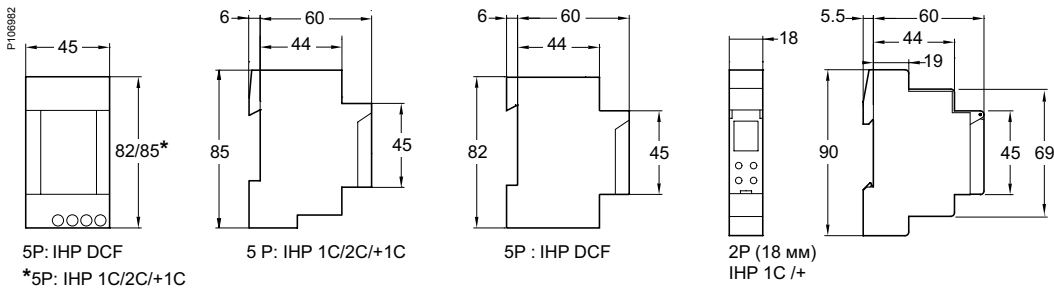 P106982
45
82/85*
5P: IHP DCF
*5P: IHP 1C/2C/+1C
6
60
44
85
45
5 P: IHP 1C/2C/+1C
6
60
44
82
45
5P : IHP DCF
18
2P (18 мм)
IHP 1C /+
5.5
60
44
19
90
45
69